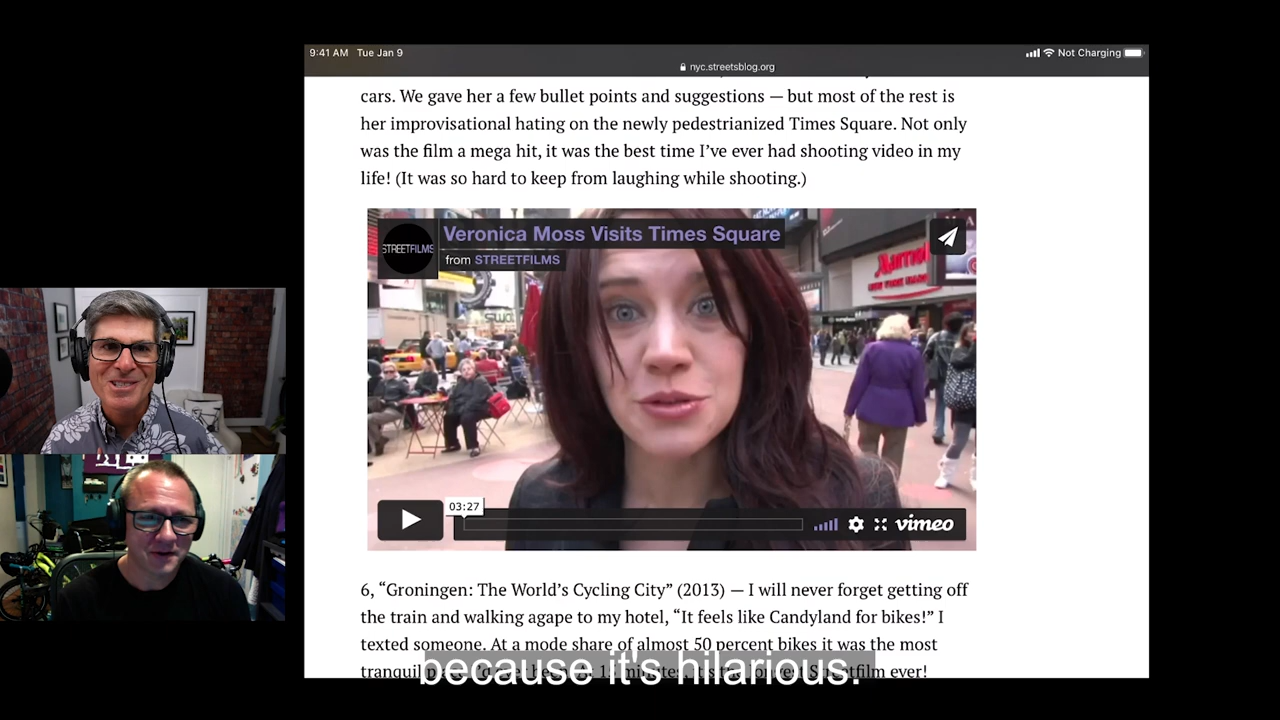 9:41 AM Tue Jan 9
Not Charging
nyc.streetsblog.org
cars. We gave her a few bullet points and suggestions — but most of the rest is
her improvisational hating on the newly pedestrianized Times Square. Not only
was the film a mega hit, it was the best time I've ever had shooting video in my
life! (It was so hard to keep from laughing while shooting.)
STREETFILMS
Veronica Moss Visits Times Square
from STREETFILMS
Marriott
03:27
vimeo
6, “Groningen: The World's Cycling City” (2013) — I will never forget getting off
the train and walking agape to my hotel, “It feels like Candyland for bikes!” I
texted someone. At a mode share of almost 50 percent bikes it was the most
tranquil film ever!
because it's hilarious.